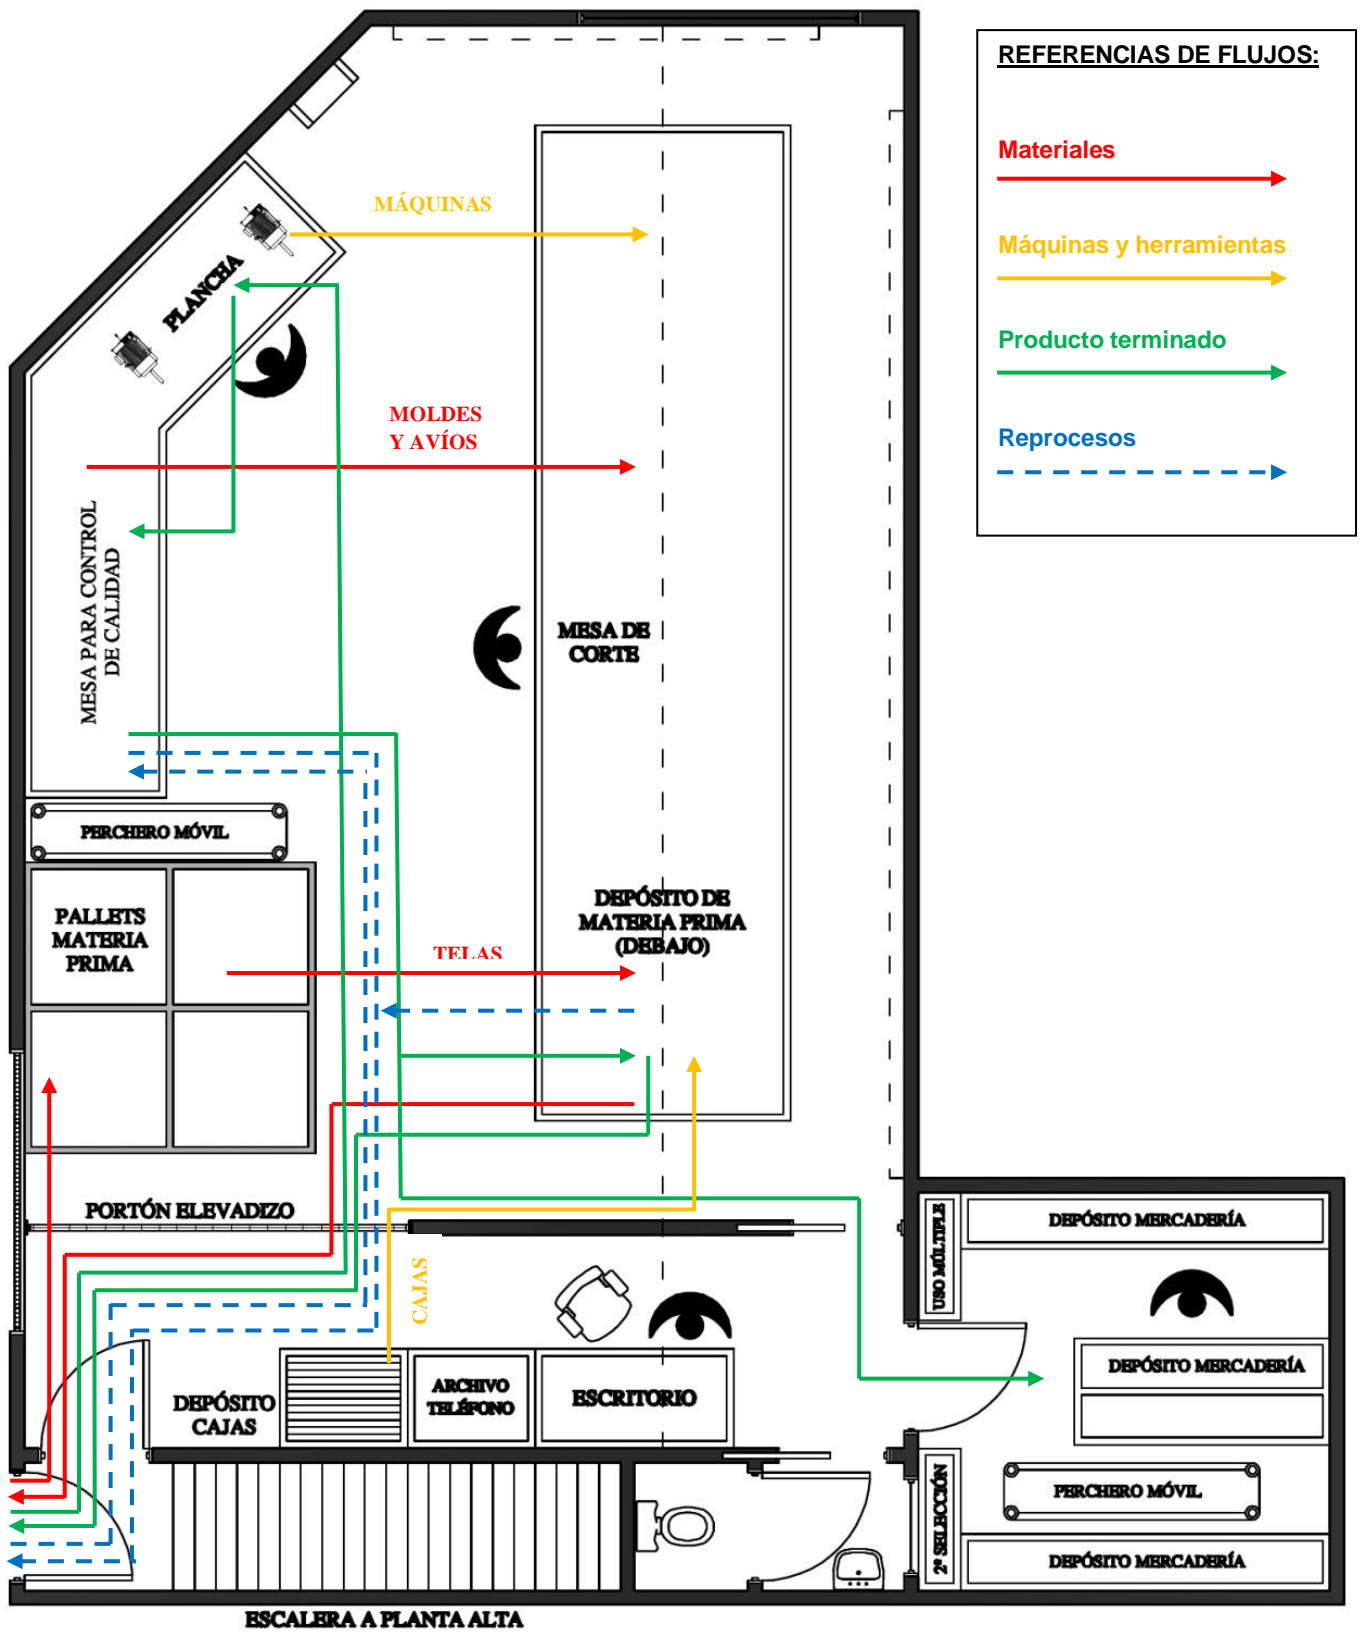 REFERENCIAS DE FLUJOS:
Materiales
Máquinas y herramientas
Producto terminado
Reprocesos
MÁQUINAS
PLANCHA
MOLDES
Y AVÍOS
MESA PARA CONTROL
DE CALIDAD
MESA DE
CORTE
PERCHERO MÓVIL
PALLETS
MATERIA
PRIMA
DEPÓSITO DE
MATERIA PRIMA
(DEBAJO)
TELAS
PORTÓN ELEVADIZO
CAJAS
USO MÚLTIPLE
DEPÓSITO MERCADERÍA
DEPÓSITO MERCADERÍA
DEPÓSITO
CAJAS
ARCHIVO
TELÉFONO
ESCRITORIO
2ª SELECCIÓN
PERCHERO MÓVIL
DEPÓSITO MERCADERÍA
ESCALERA A PLANTA ALTA